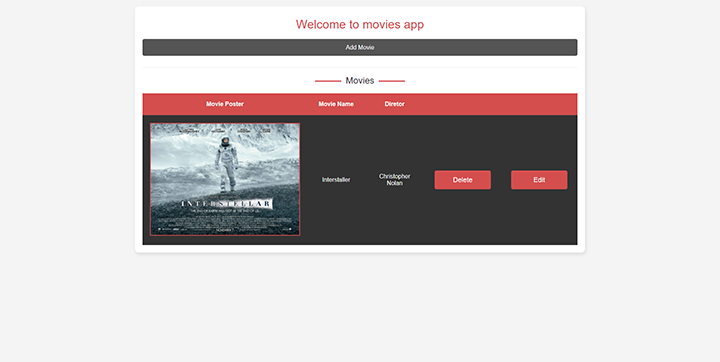 Welcome to movies app
Add Movie
Movies
Movie Poster Movie Name Diretor
INTERSTELLAR
Interstaller
Christopher
Nolan
Delete
Edit